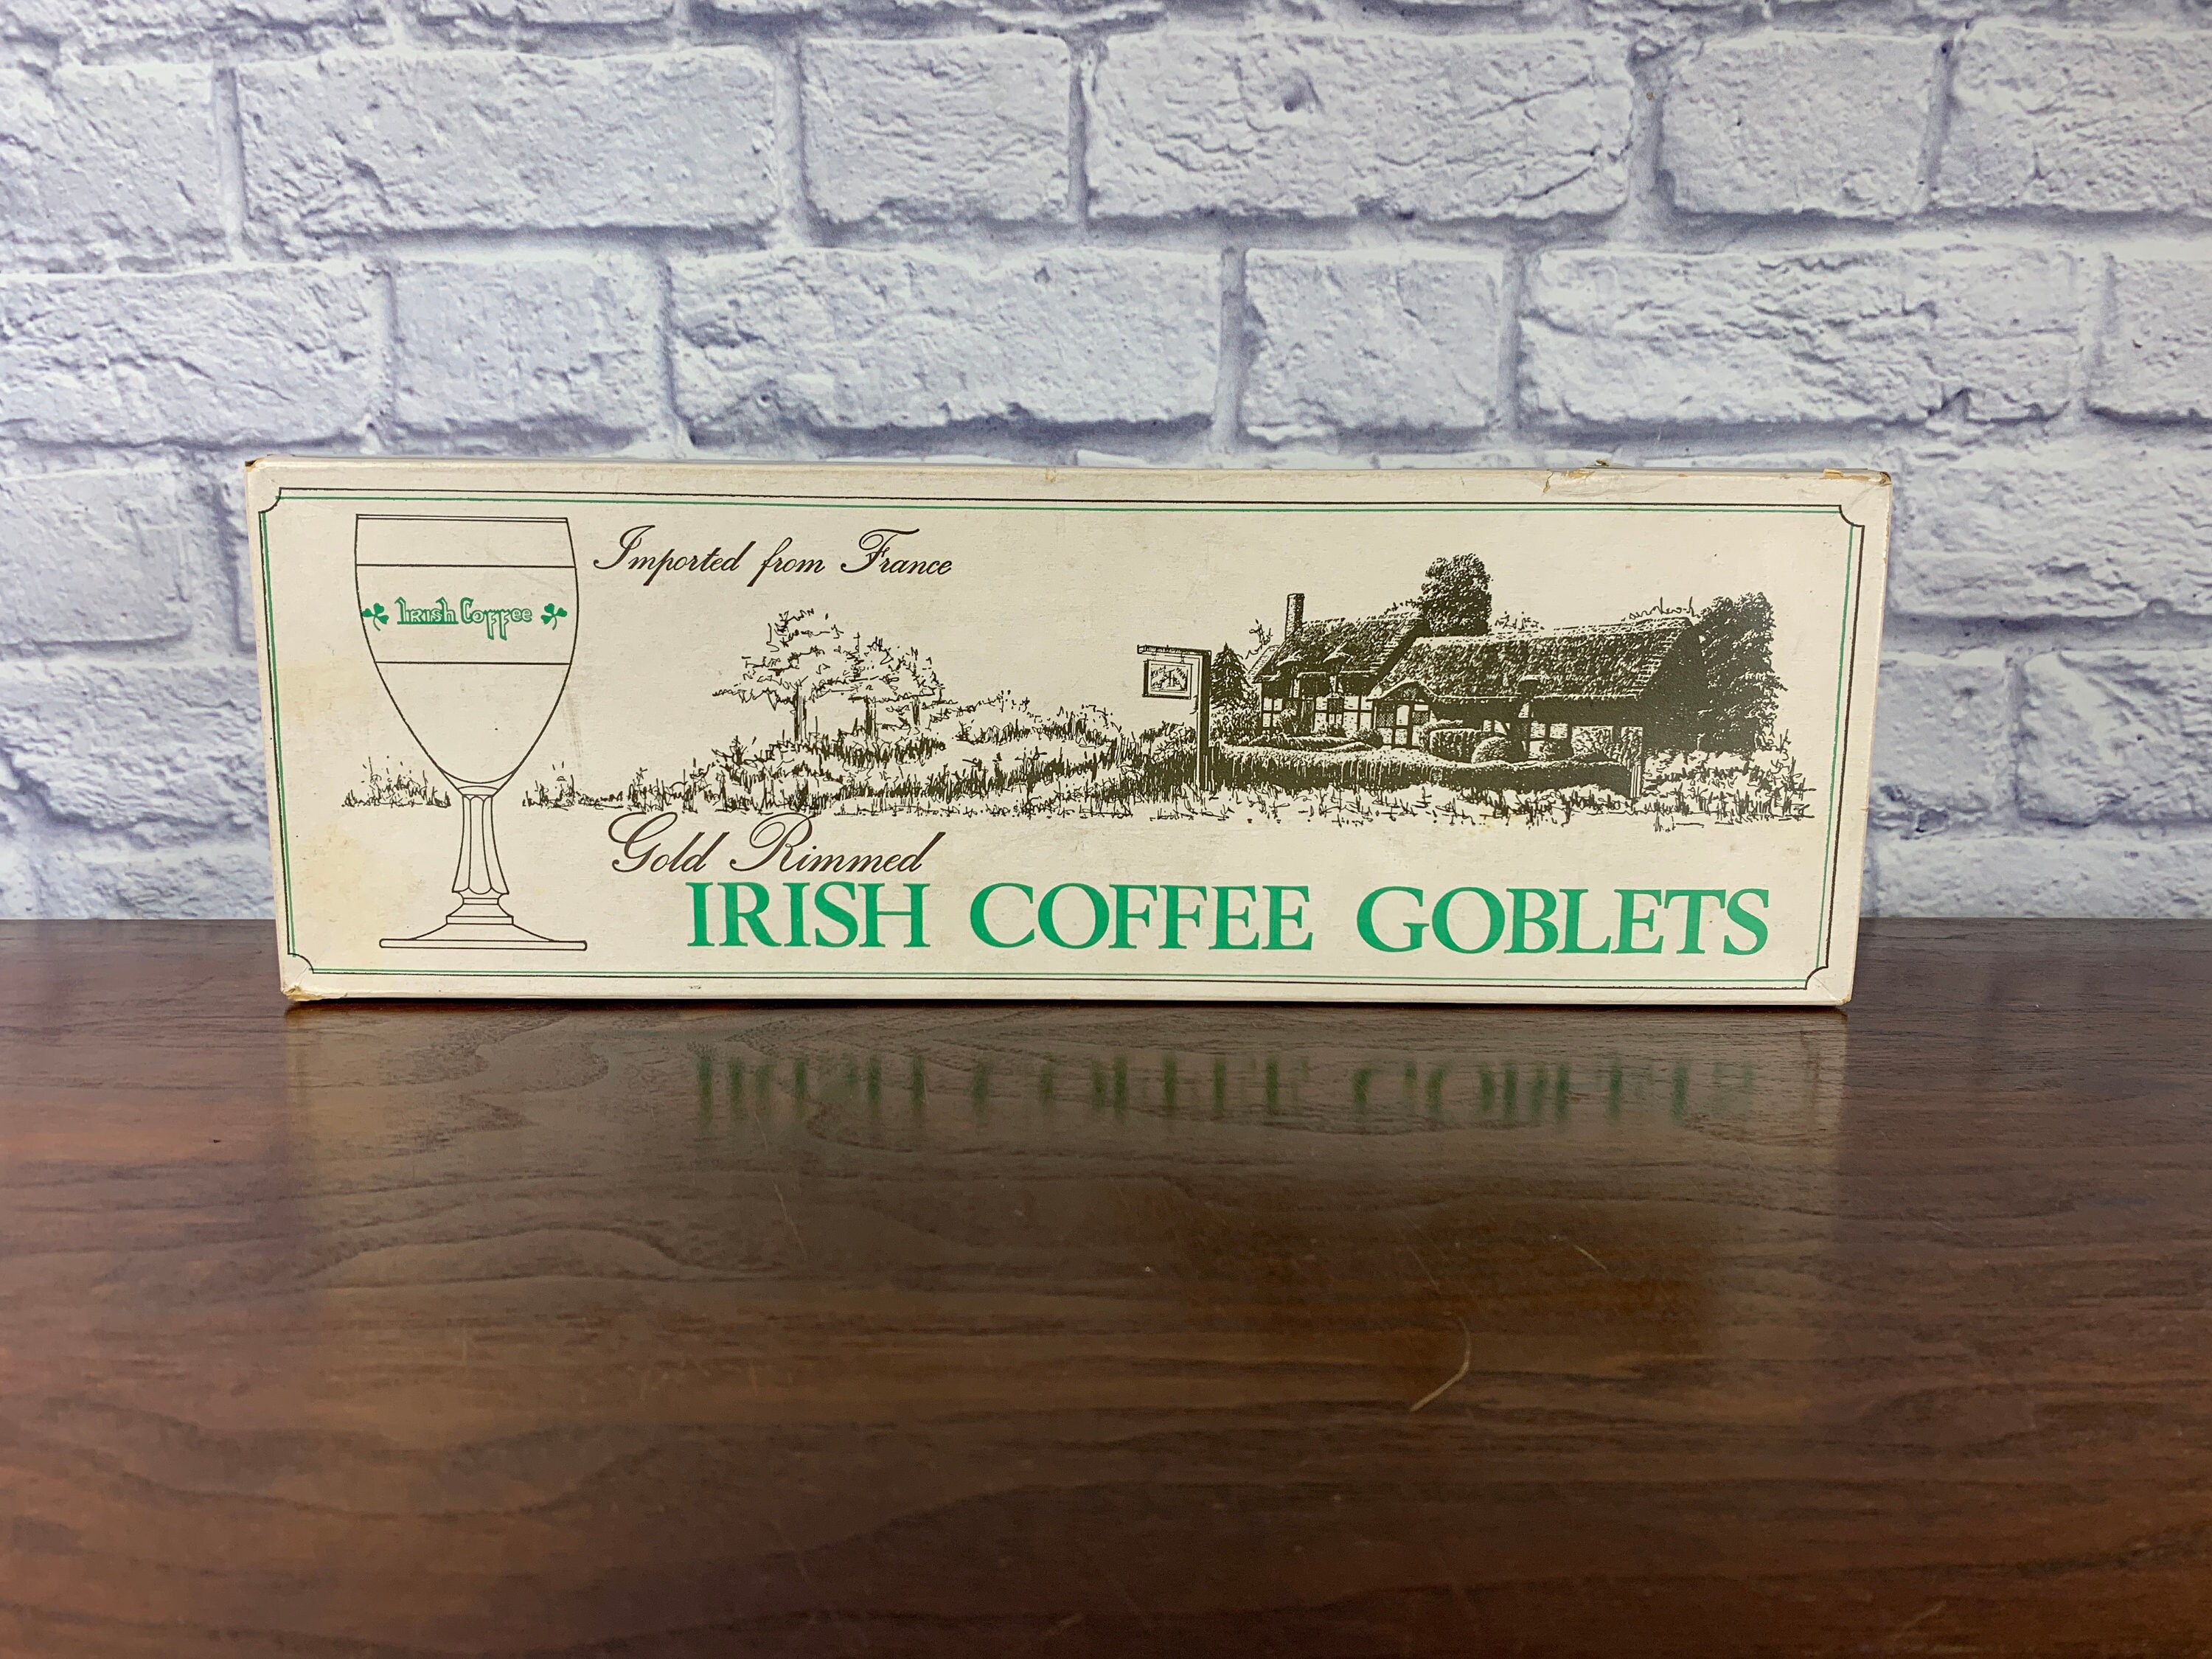 Imported from France
Irish Coffee
Gold Rimmed
IRISH COFFEE GOBLETS